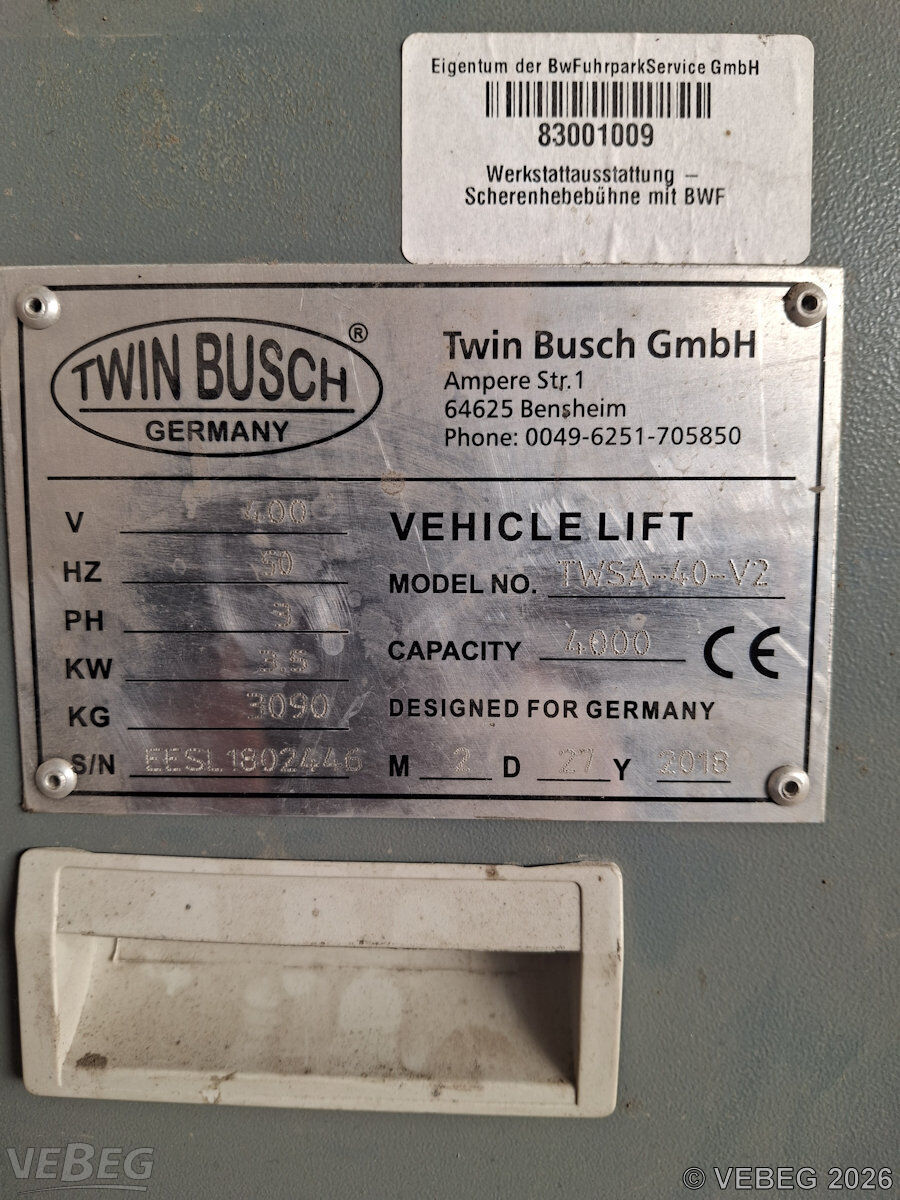 Eigentum der BwFuhrparkService GmbH
83001009
Werkstattausstattung –
Scherenhebebühne mit BWF
TWIN BUSCH ®
GERMANY
Twin Busch GmbH
Ampere Str.1
64625 Bensheim
Phone: 0049-6251-705850
V 400
HZ 50
PH 3
KW 3.5
KG 3090
S/N EESL1802446
VEHICLE LIFT
MODEL NO. TWSA-40-V2
CAPACITY 4000 CE
DESIGNED FOR GERMANY
M 2 D 27 Y 2018
VEBEG
© VEBEG 2026